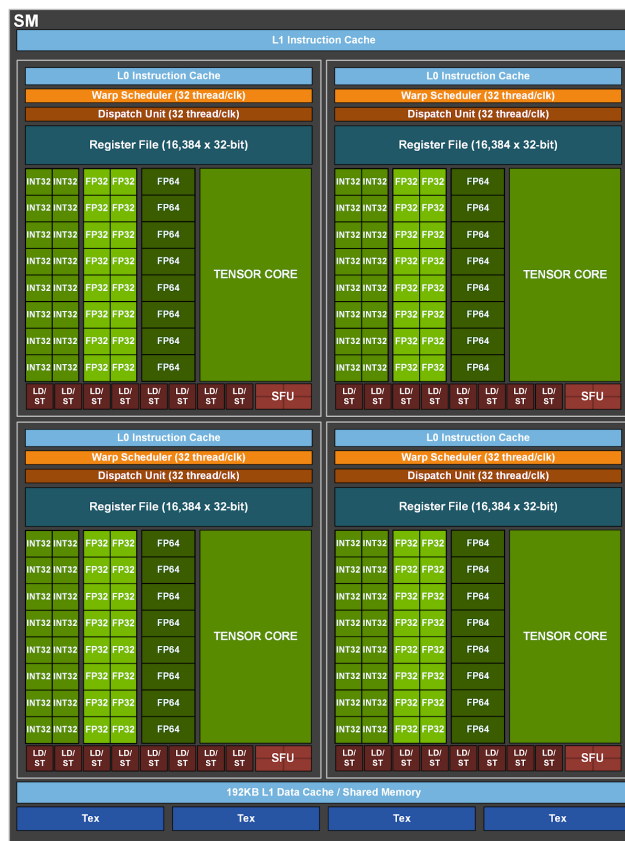 SM
L1 Instruction Cache
L0 Instruction Cache
Warp Scheduler (32 thread/clk)
Dispatch Unit (32 thread/clk)
Register File (16,384 x 32-bit)
INT32 INT32 FP32 FP32 FP64
INT32 INT32 FP32 FP32 FP64
INT32 INT32 FP32 FP32 FP64
INT32 INT32 FP32 FP32 FP64
TENSOR CORE
INT32 INT32 FP32 FP32 FP64
INT32 INT32 FP32 FP32 FP64
INT32 INT32 FP32 FP32 FP64
INT32 INT32 FP32 FP32 FP64
LD/ LD/ LD/ LD/ LD/ LD/ LD/ LD/
ST ST ST ST ST ST ST ST
SFU
L0 Instruction Cache
Warp Scheduler (32 thread/clk)
Dispatch Unit (32 thread/clk)
Register File (16,384 x 32-bit)
INT32 INT32 FP32 FP32 FP64
INT32 INT32 FP32 FP32 FP64
INT32 INT32 FP32 FP32 FP64
INT32 INT32 FP32 FP32 FP64
TENSOR CORE
INT32 INT32 FP32 FP32 FP64
INT32 INT32 FP32 FP32 FP64
INT32 INT32 FP32 FP32 FP64
INT32 INT32 FP32 FP32 FP64
LD/ LD/ LD/ LD/ LD/ LD/ LD/ LD/
ST ST ST ST ST ST ST ST
SFU
L0 Instruction Cache
Warp Scheduler (32 thread/clk)
Dispatch Unit (32 thread/clk)
Register File (16,384 x 32-bit)
INT32 INT32 FP32 FP32 FP64
INT32 INT32 FP32 FP32 FP64
INT32 INT32 FP32 FP32 FP64
INT32 INT32 FP32 FP32 FP64
TENSOR CORE
INT32 INT32 FP32 FP32 FP64
INT32 INT32 FP32 FP32 FP64
INT32 INT32 FP32 FP32 FP64
INT32 INT32 FP32 FP32 FP64
LD/ LD/ LD/ LD/ LD/ LD/ LD/ LD/
ST ST ST ST ST ST ST ST
SFU
L0 Instruction Cache
Warp Scheduler (32 thread/clk)
Dispatch Unit (32 thread/clk)
Register File (16,384 x 32-bit)
INT32 INT32 FP32 FP32 FP64
INT32 INT32 FP32 FP32 FP64
INT32 INT32 FP32 FP32 FP64
INT32 INT32 FP32 FP32 FP64
TENSOR CORE
INT32 INT32 FP32 FP32 FP64
INT32 INT32 FP32 FP32 FP64
INT32 INT32 FP32 FP32 FP64
INT32 INT32 FP32 FP32 FP64
LD/ LD/ LD/ LD/ LD/ LD/ LD/ LD/
ST ST ST ST ST ST ST ST
SFU
192KB L1 Data Cache / Shared Memory
Tex Tex Tex Tex